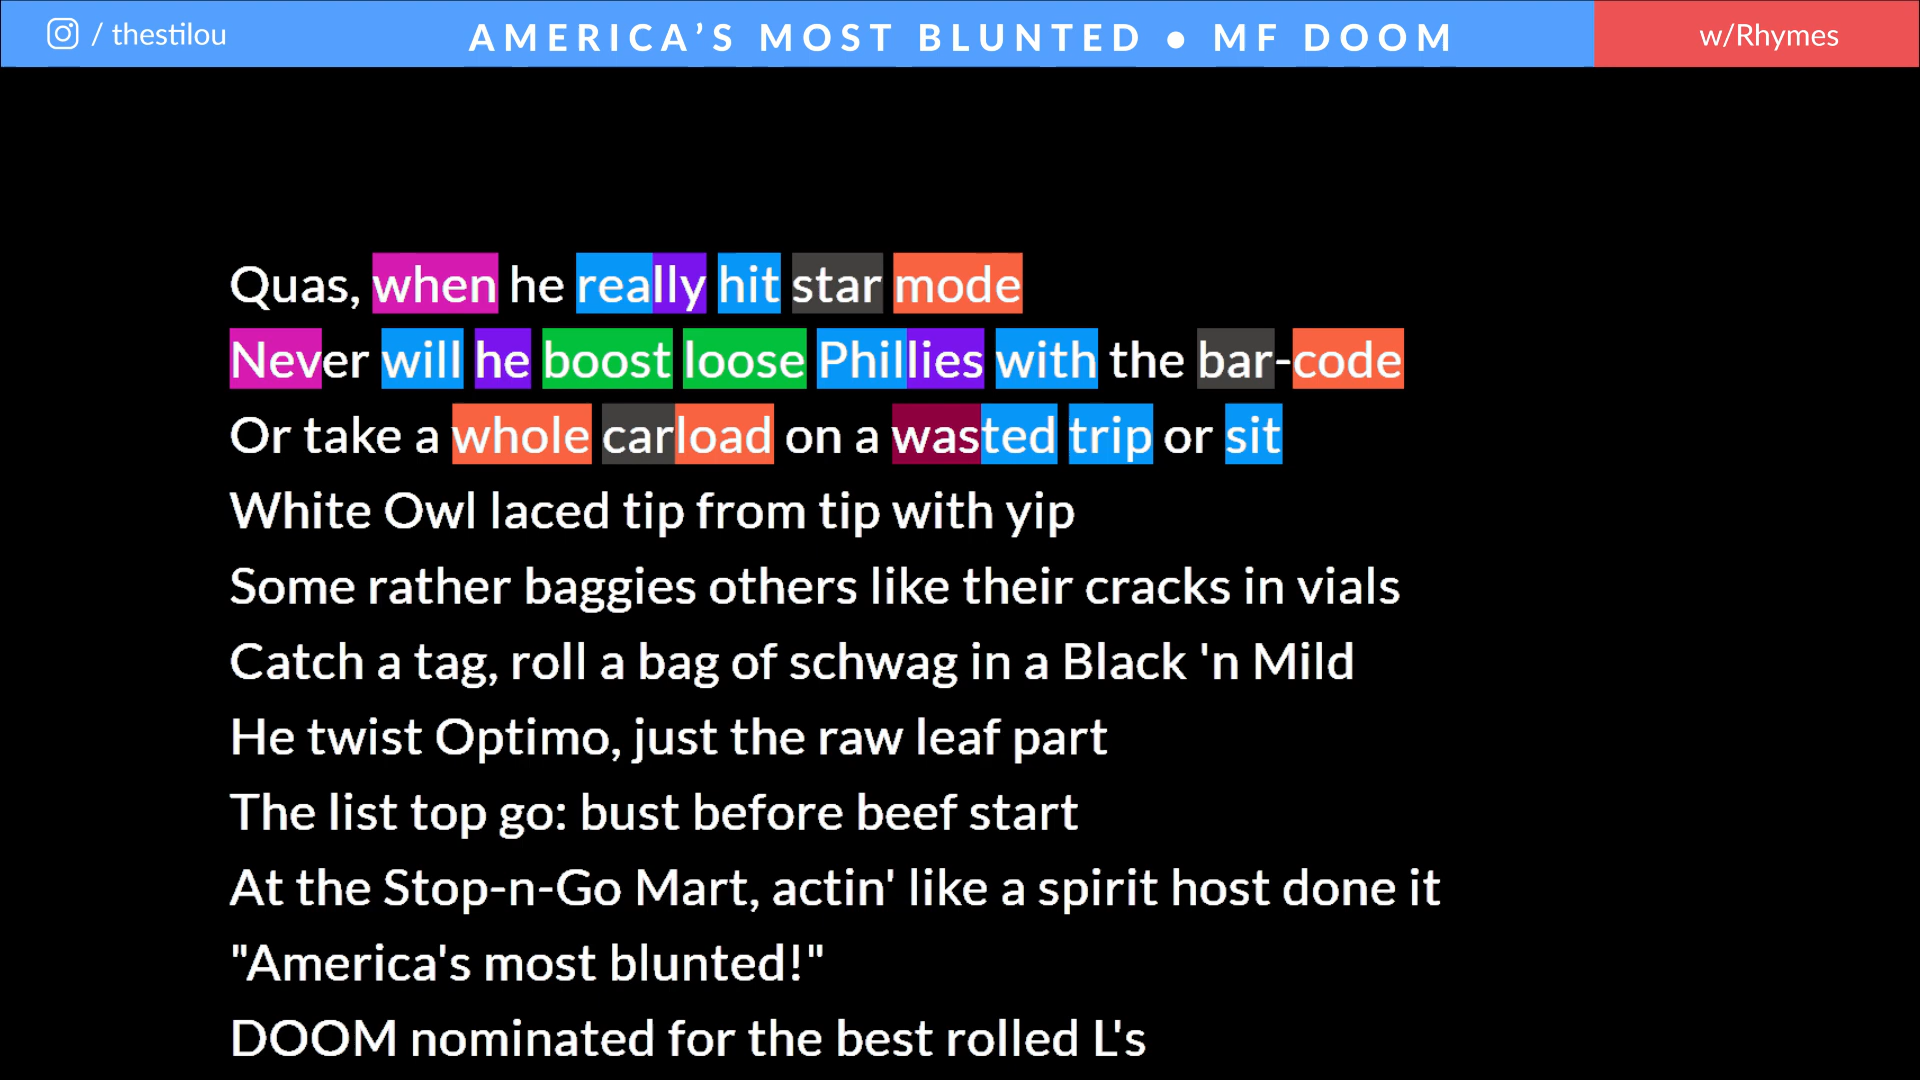 / thestilou
AMERICA’S MOST BLUNTED ● MF DOOM
w/Rhymes
Quas, when he really hit star mode
Never will he boost loose Phillies with the bar-code
Or take a whole carload on a wasted trip or sit
White Owl laced tip from tip with yip
Some rather baggies others like their cracks in vials
Catch a tag, roll a bag of schwag in a Black 'n Mild
He twist Optimo, just the raw leaf part
The list top go: bust before beef start
At the Stop-n-Go Mart, actin' like a spirit host done it
"America's most blunted!"
DOOM nominated for the best rolled L's